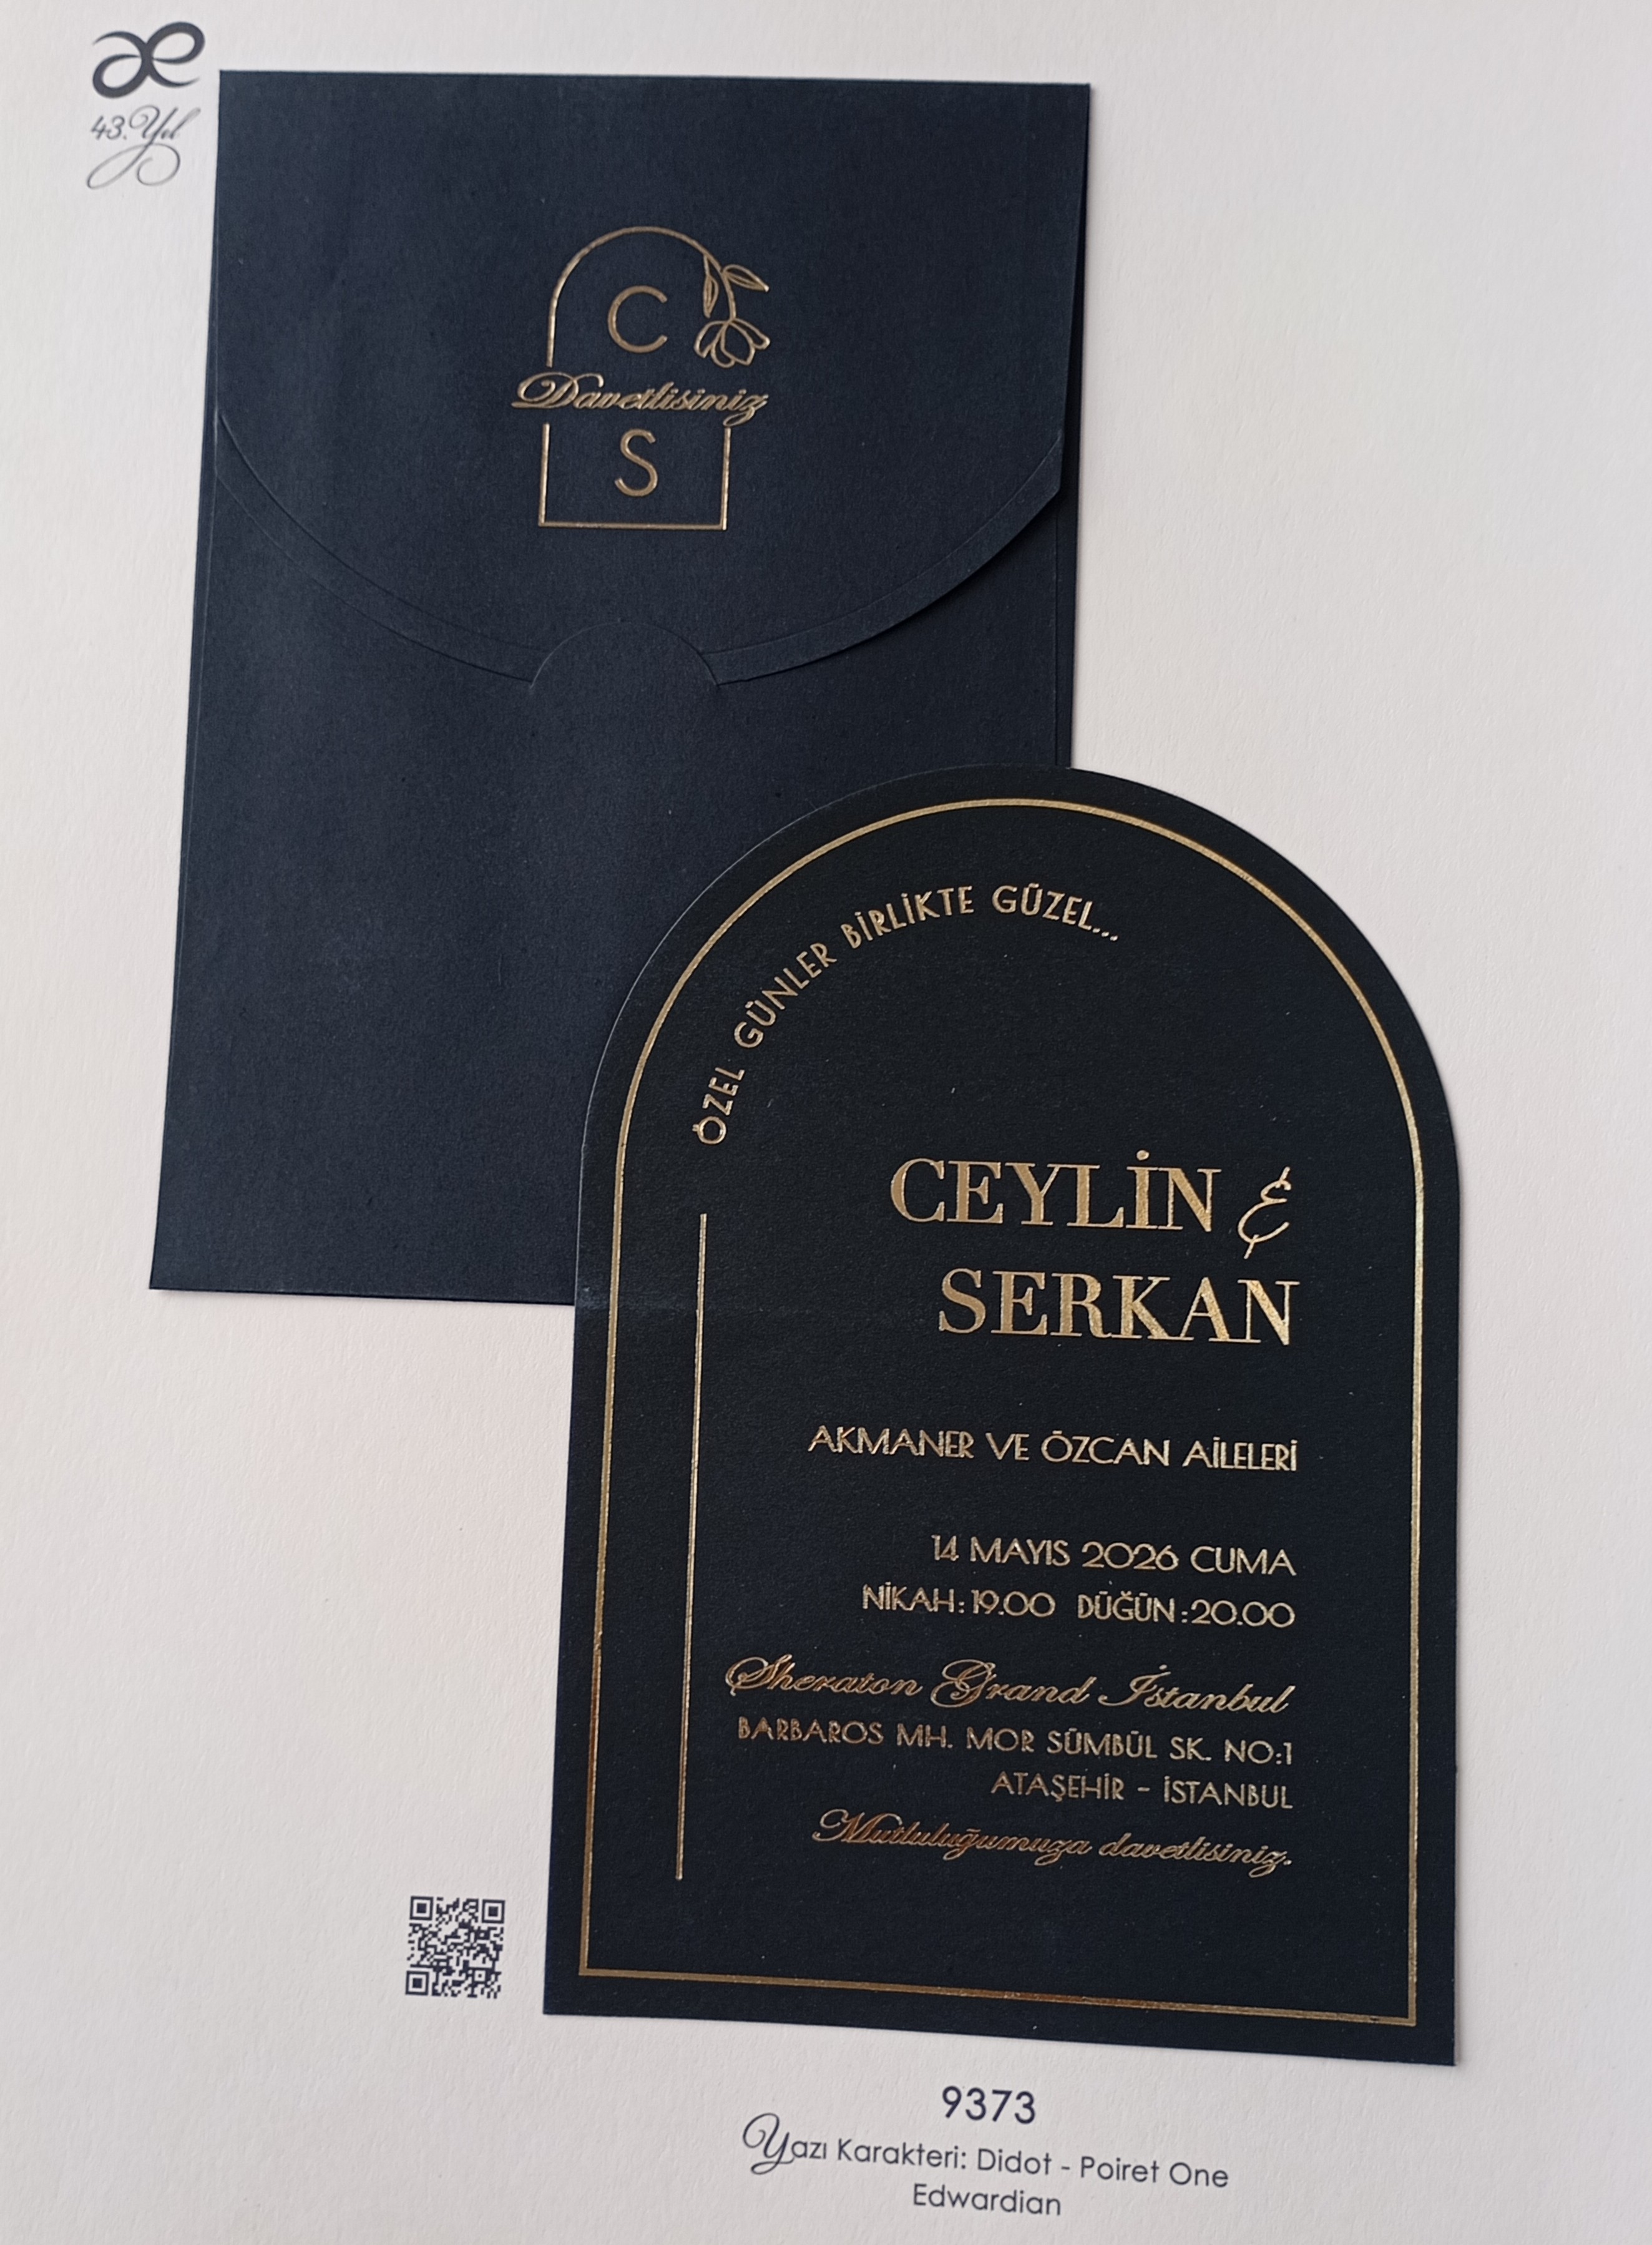 æ
43. Yıl
C
Davetlisiniz
S
ÖZEL GÜNLER BİRLİKTE GÜZEL...
CEYLİN &
SERKAN
AKMANER VE ÖZCAN AİLELERİ
14 MAYIS 2026 CUMA
NİKAH:19.00 DÜĞÜN:20.00
Sheraton Grand İstanbul
BARBAROS MH. MOR SÜMBÜL SK. NO:1
ATAŞEHİR - İSTANBUL
Mutluluğumuza davetlisiniz.
9373
Yazı Karakteri: Didot - Poiret One
Edwardian